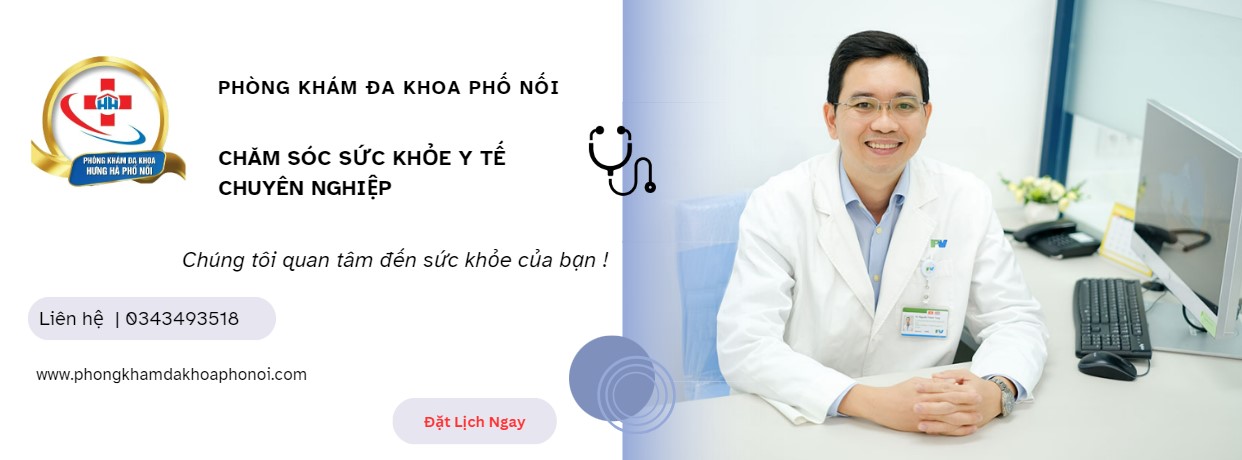 PHÒNG KHÁM ĐA KHOA PHỐ NỐI
HH
PHÒNG KHÁM ĐA KHOA
HƯNG HÀ PHỐ NỐI
CHĂM SÓC SỨC KHỎE Y TẾ
CHUYÊN NGHIỆP
Chúng tôi quan tâm đến sức khỏe của bạn !
Liên hệ | 0343493518
www.phongkhamdakhoaphonoi.com
Đặt Lịch Ngay